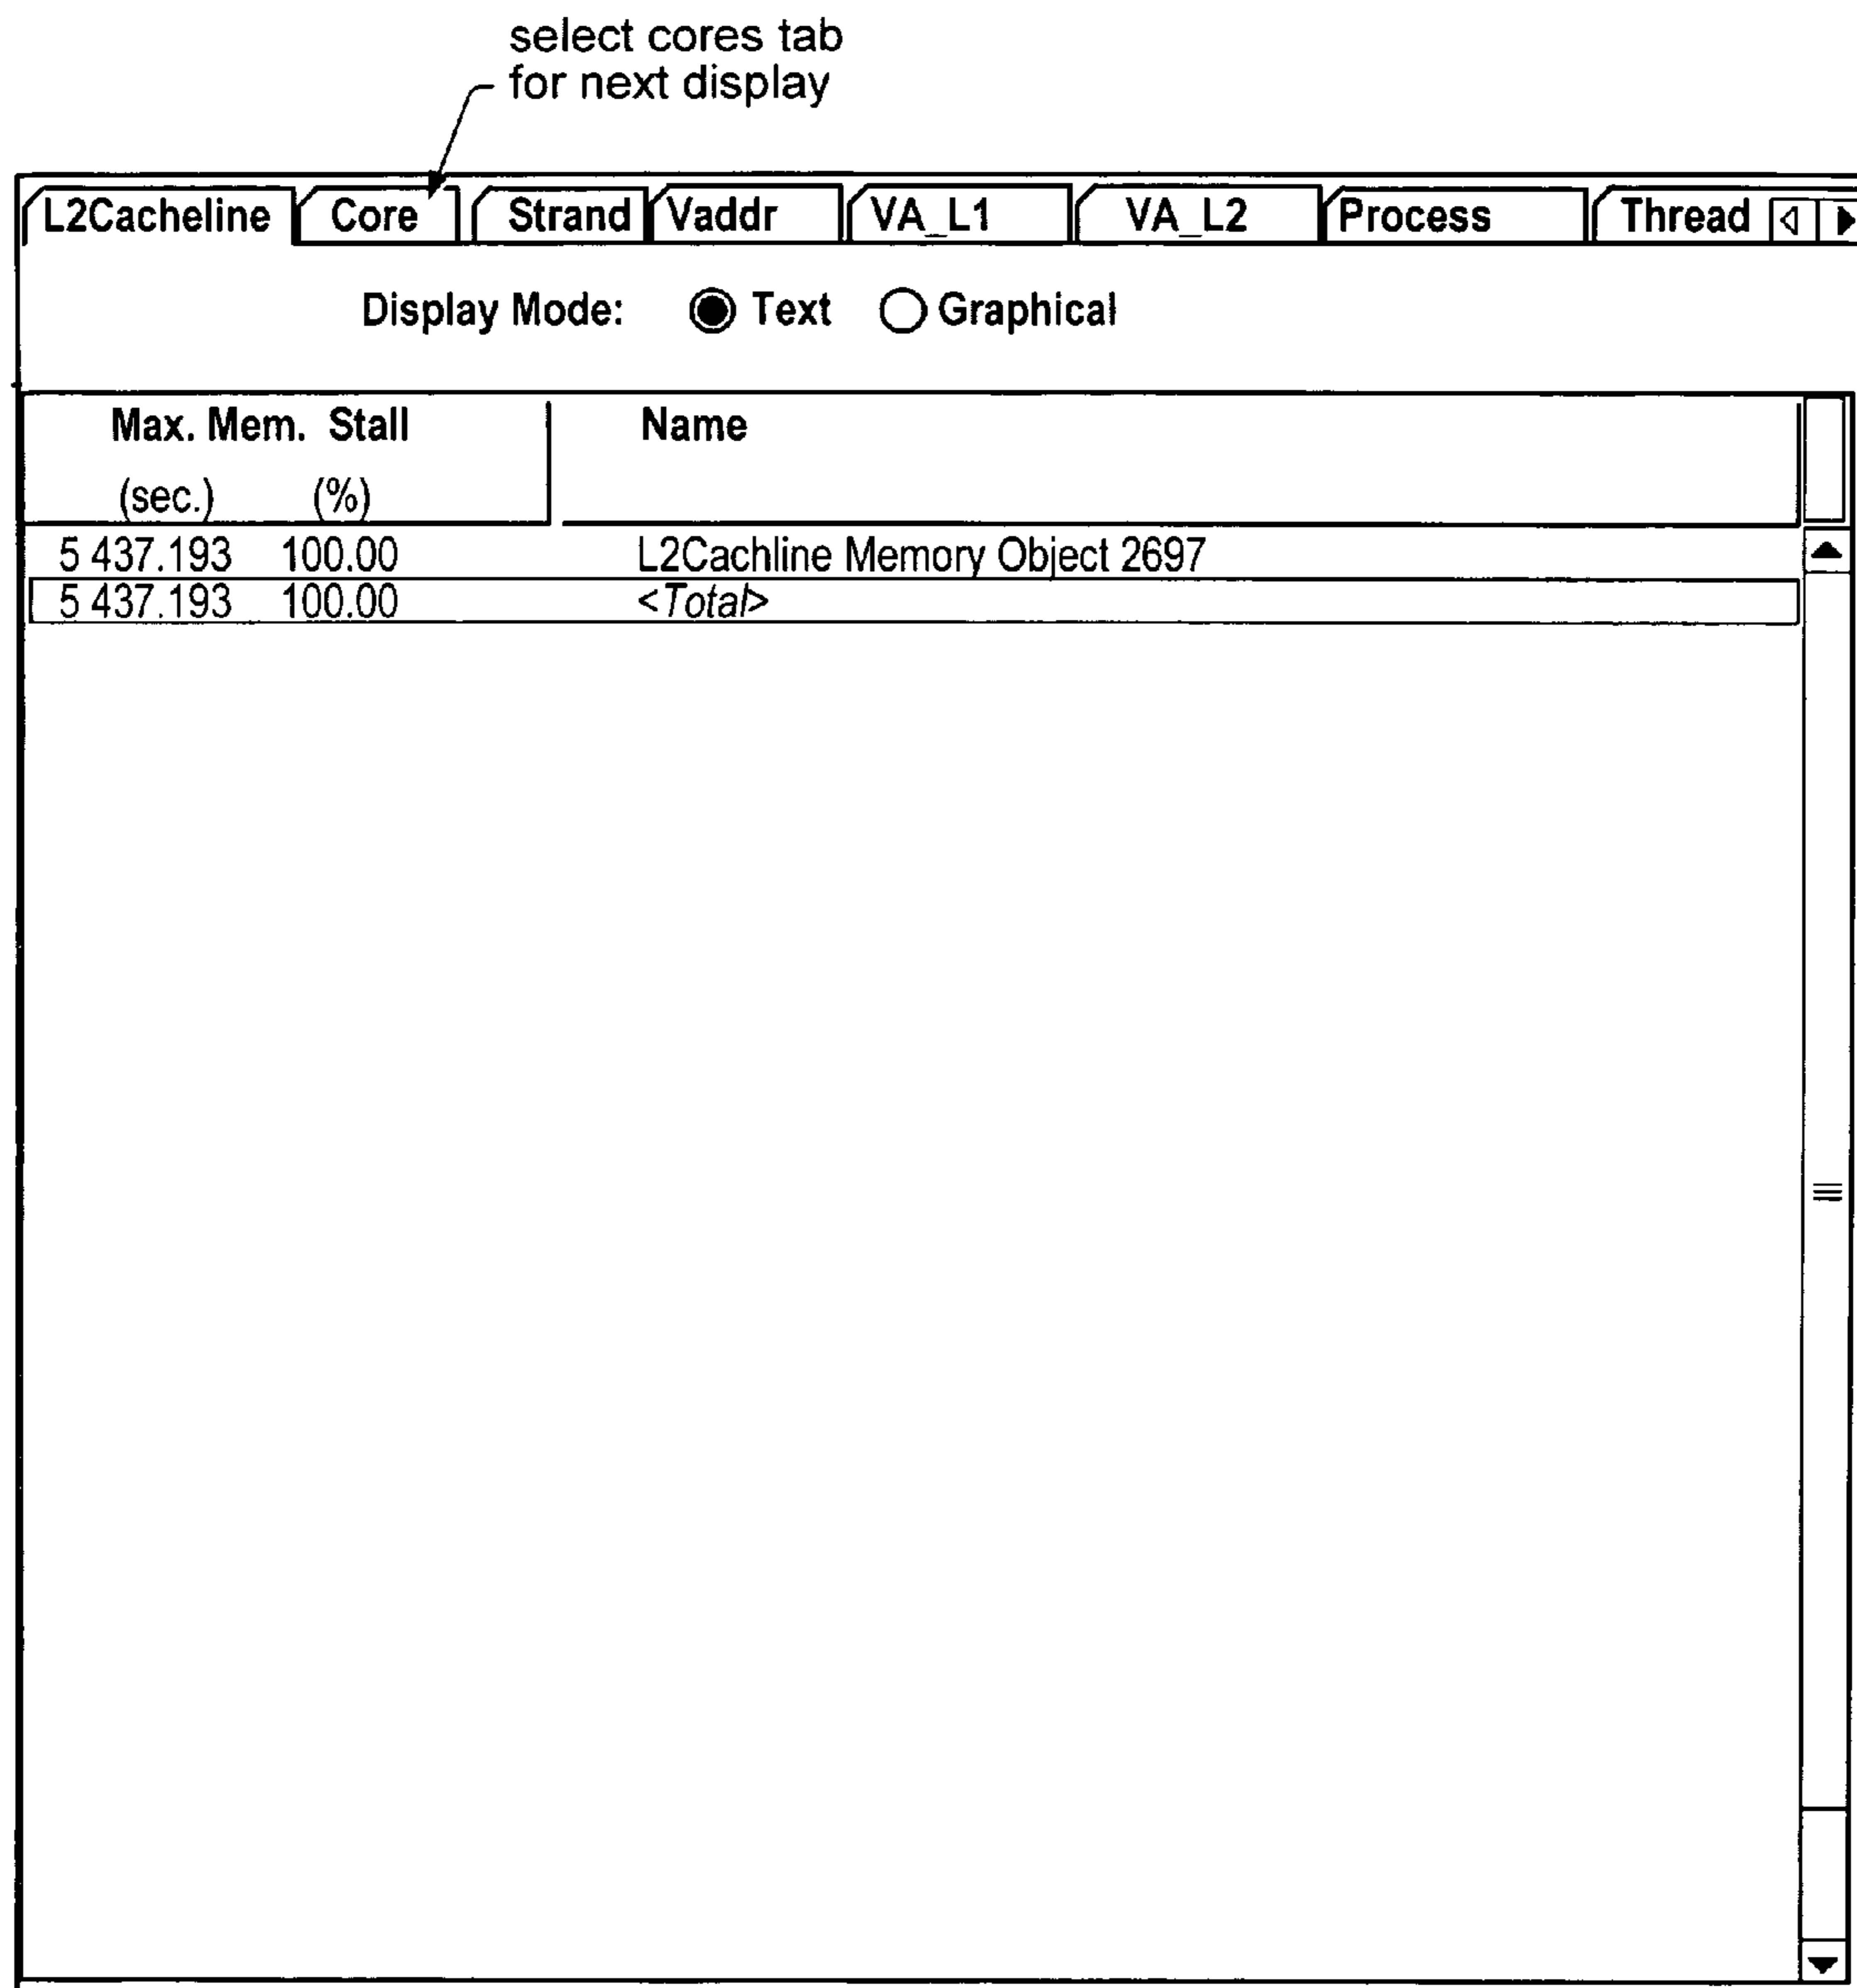 select cores tab
for next display
L2Cacheline Core Strand Vaddr VA_L1 VA_L2 Process Thread
Display Mode: Text Graphical
Max. Mem. Stall Name
(sec.) (%)
5 437.193 100.00 L2Cachline Memory Object 2697
5 437.193 100.00 <Total>